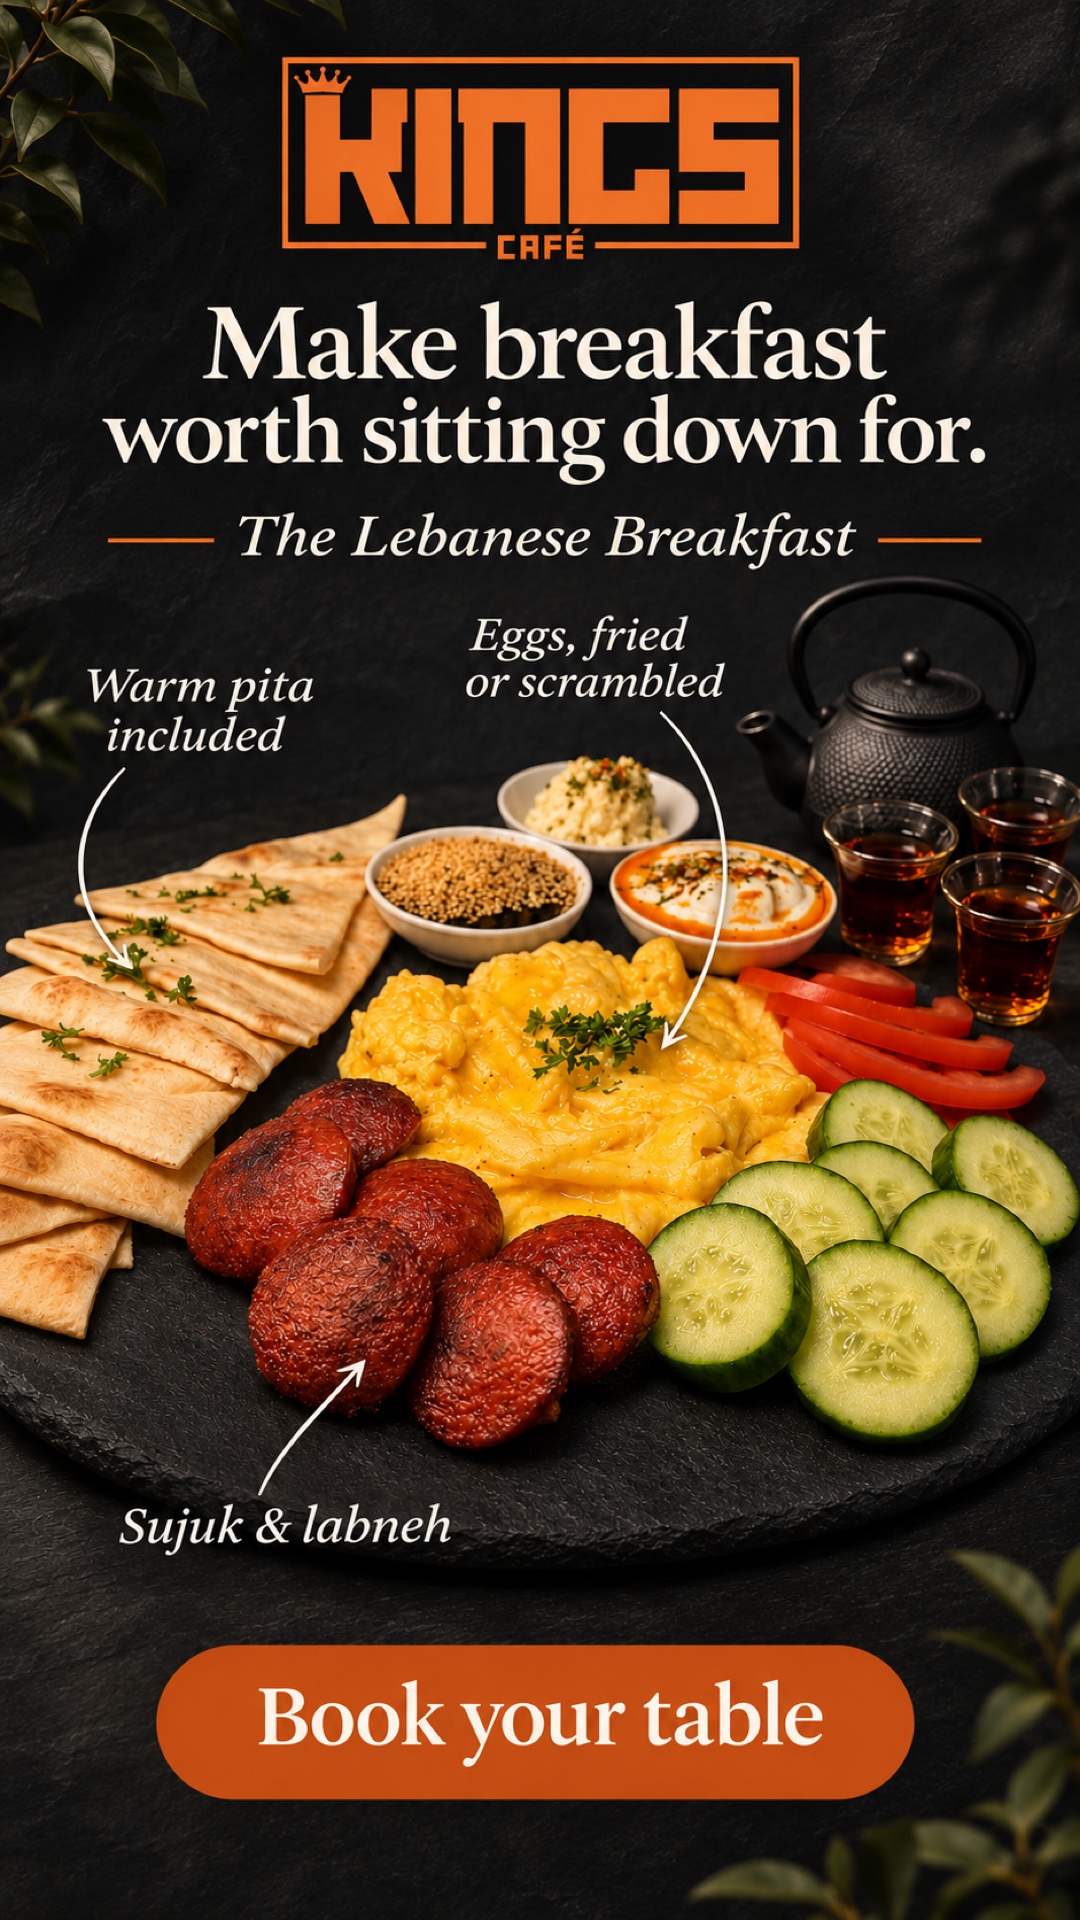 KINGS
CAFÉ
Make breakfast
worth sitting down for.
The Lebanese Breakfast
Eggs, fried
or scrambled
Warm pita
included
Sujuk & labneh
Book your table